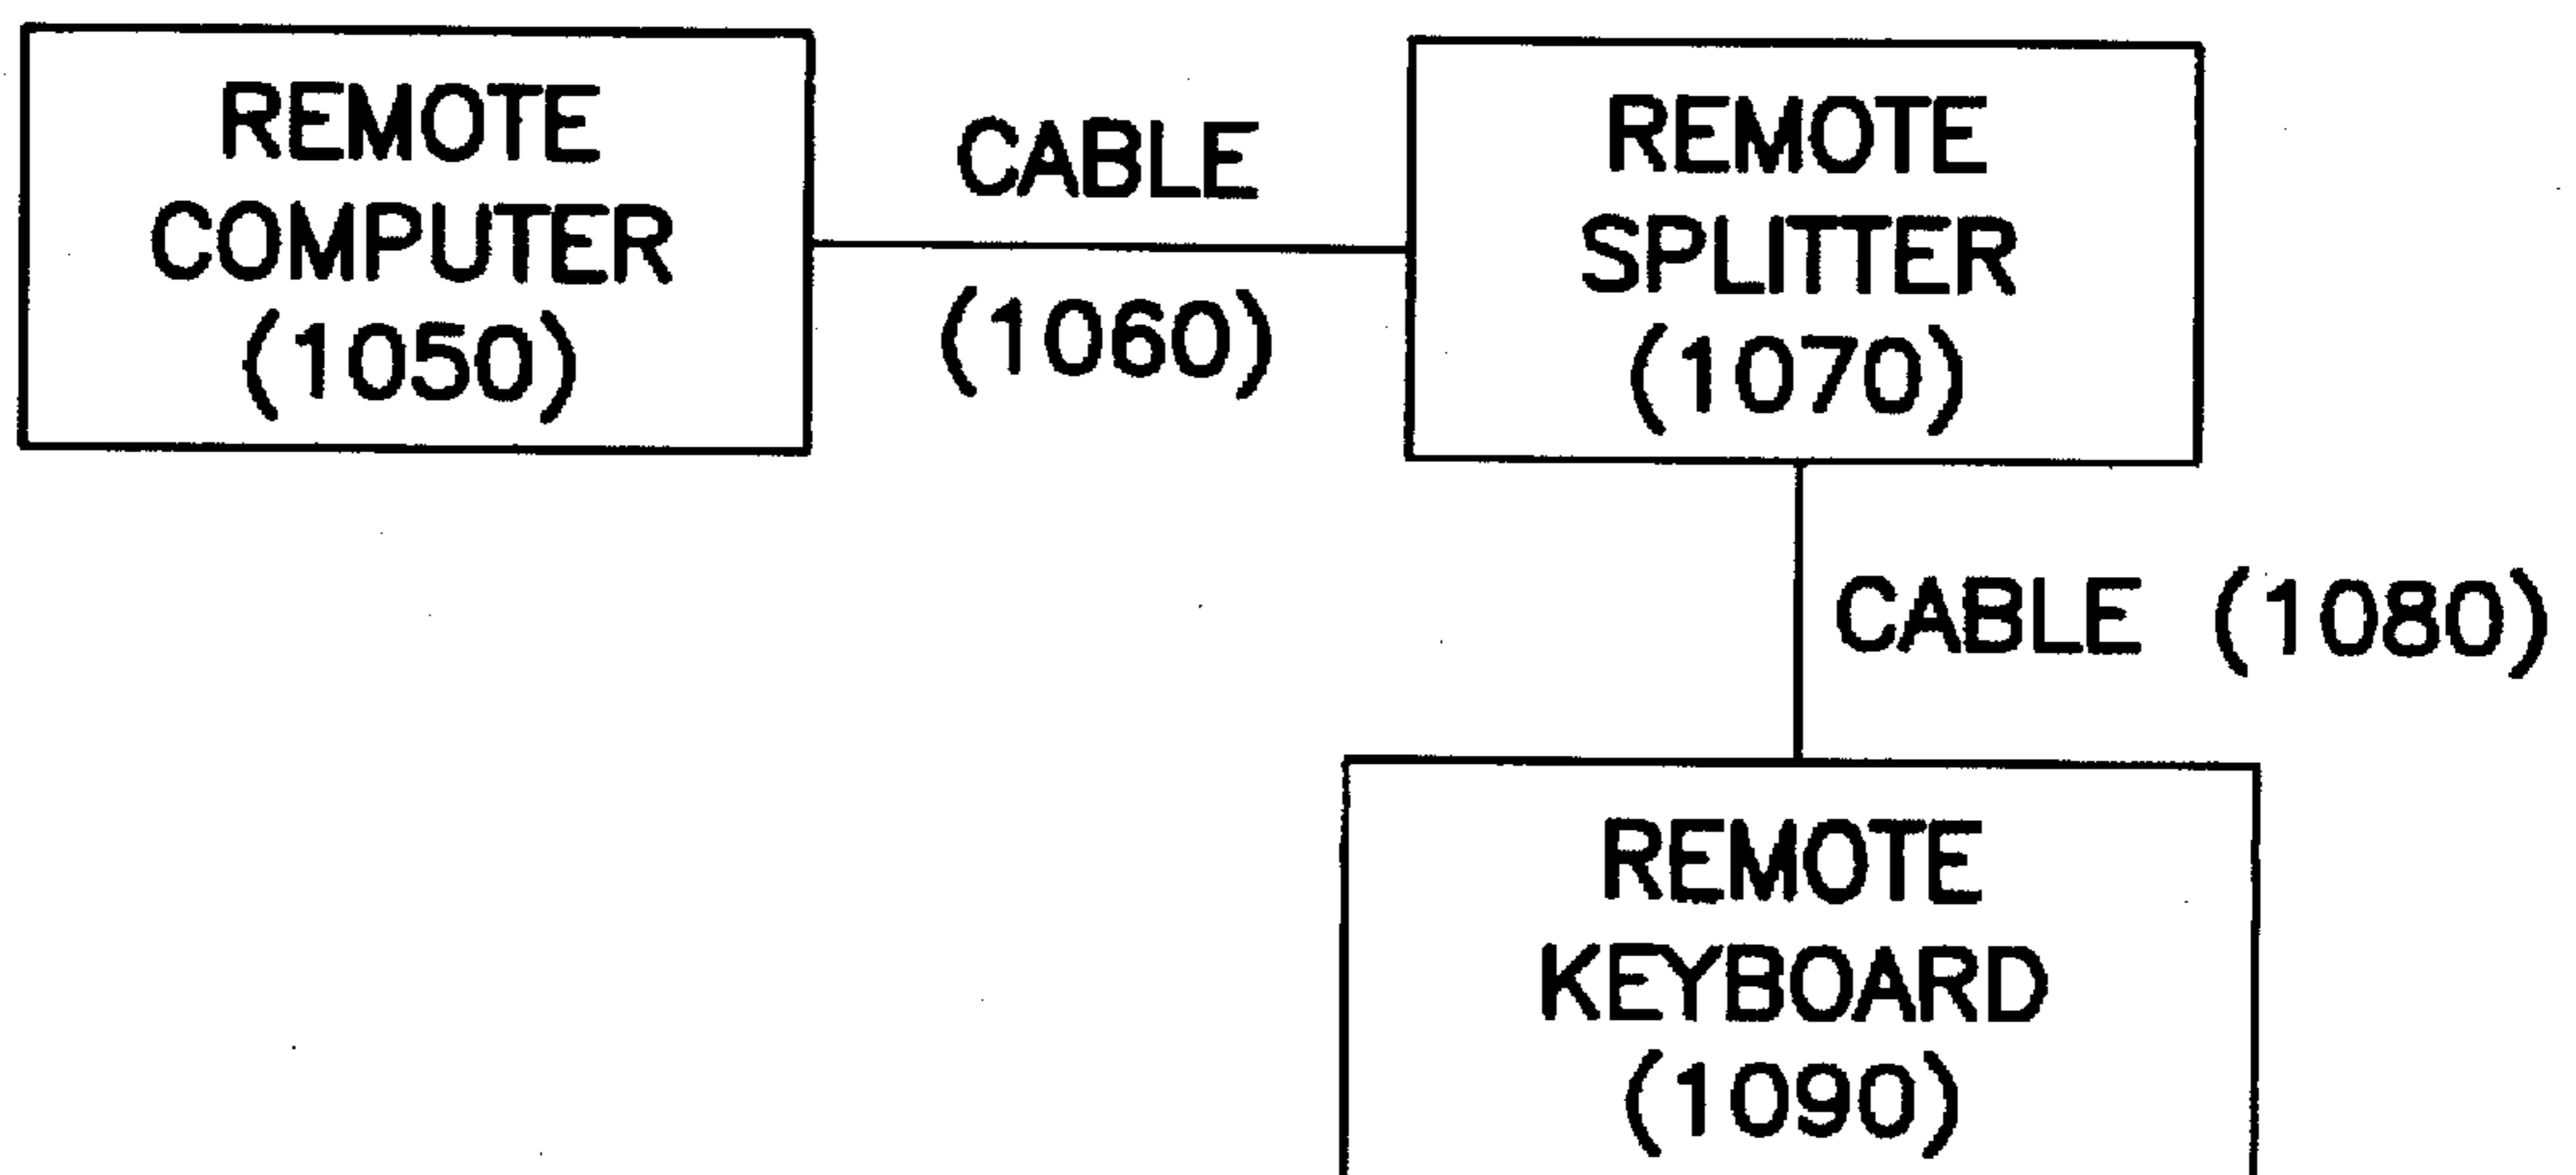 REMOTE
COMPUTER
(1050)
CABLE
(1060)
REMOTE
SPLITTER
(1070)
CABLE (1080)
REMOTE
KEYBOARD
(1090)